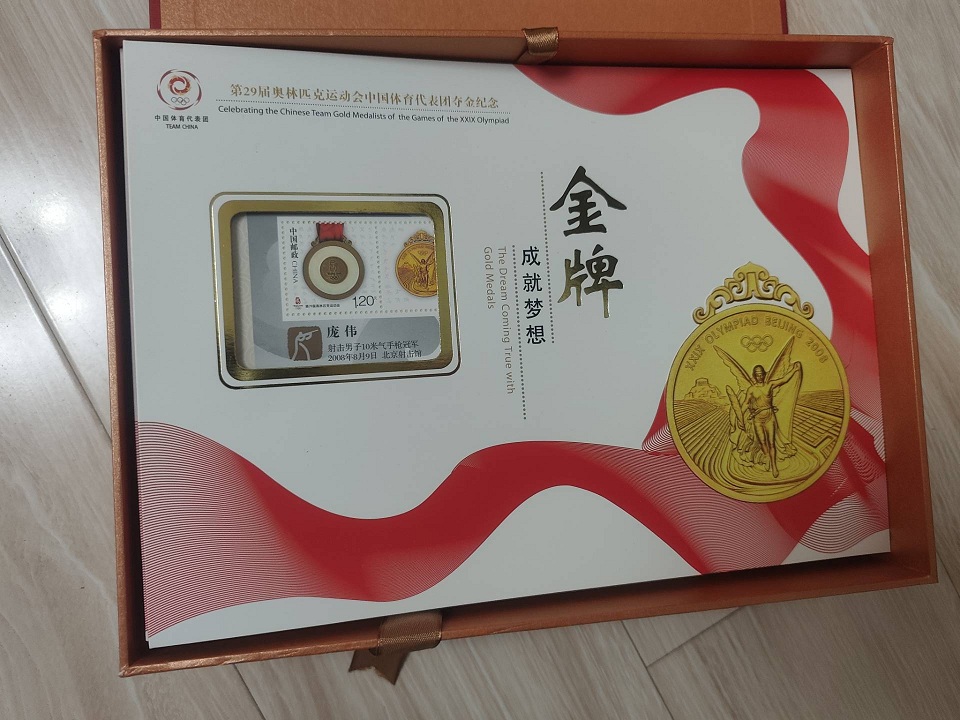 第29届奥林匹克运动会中国体育代表团夺金纪念
Celebrating the Chinese Team Gold Medalists of the Games of the XXIX Olympiad
中国体育代表团
TEAM CHINA
金牌
成就梦想
The Dream Coming True with
Gold Medals
中国邮政
CHINA
120
庞伟
射击男子10米气手枪冠军
2008年8月9日 北京射击馆
XXIX OLYMPIAD BEIJING 2008